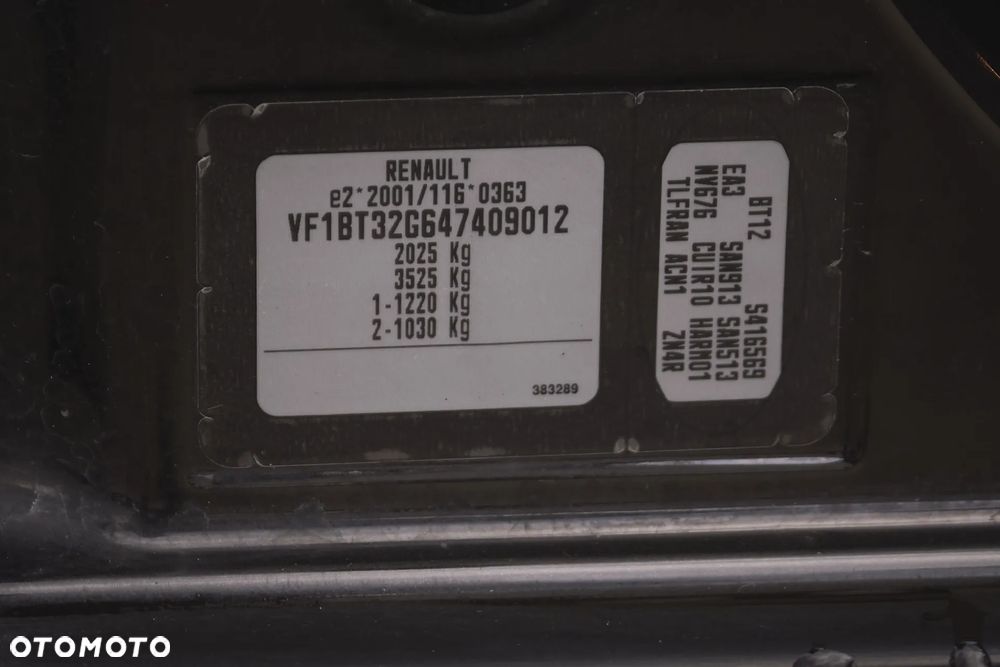 RENAULT
e2*2001/116*0363
VF1BT32G647409012
2025 Kg
3525 Kg
1-1220 Kg
2-1030 Kg
383289
BT12 S416569
EA3 SAN913 SAN513
NV676 CUIR10 HARM01
TLFRAN ACN1 ZN4R
OTOMOTO